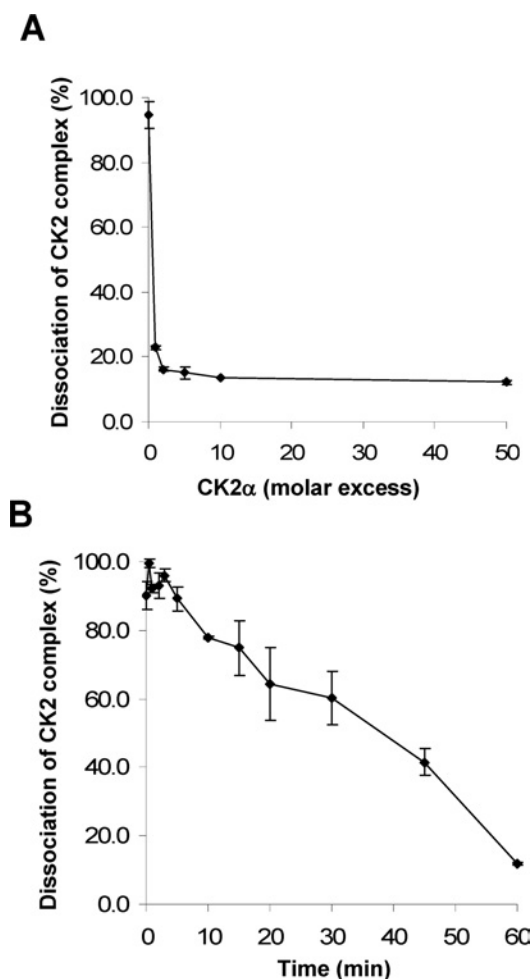 A
Dissociation of CK2 complex (%)
100.0
80.0
60.0
40.0
20.0
0.0
0 10 20 30 40 50
CK2α (molar excess)
B
Dissociation of CK2 complex (%)
100.0
80.0
60.0
40.0
20.0
0.0
0 10 20 30 40 50 60
Time (min)